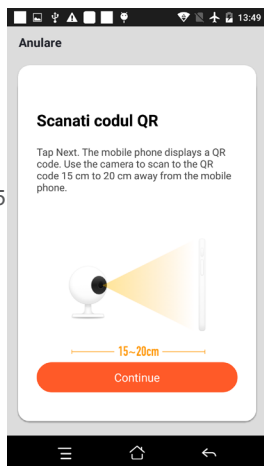 13:49
Anulare
Scanati codul QR
Tap Next. The mobile phone displays a QR
code. Use the camera to scan to the QR
code 15 cm to 20 cm away from the mobile
phone.
5
15~20cm
Continue